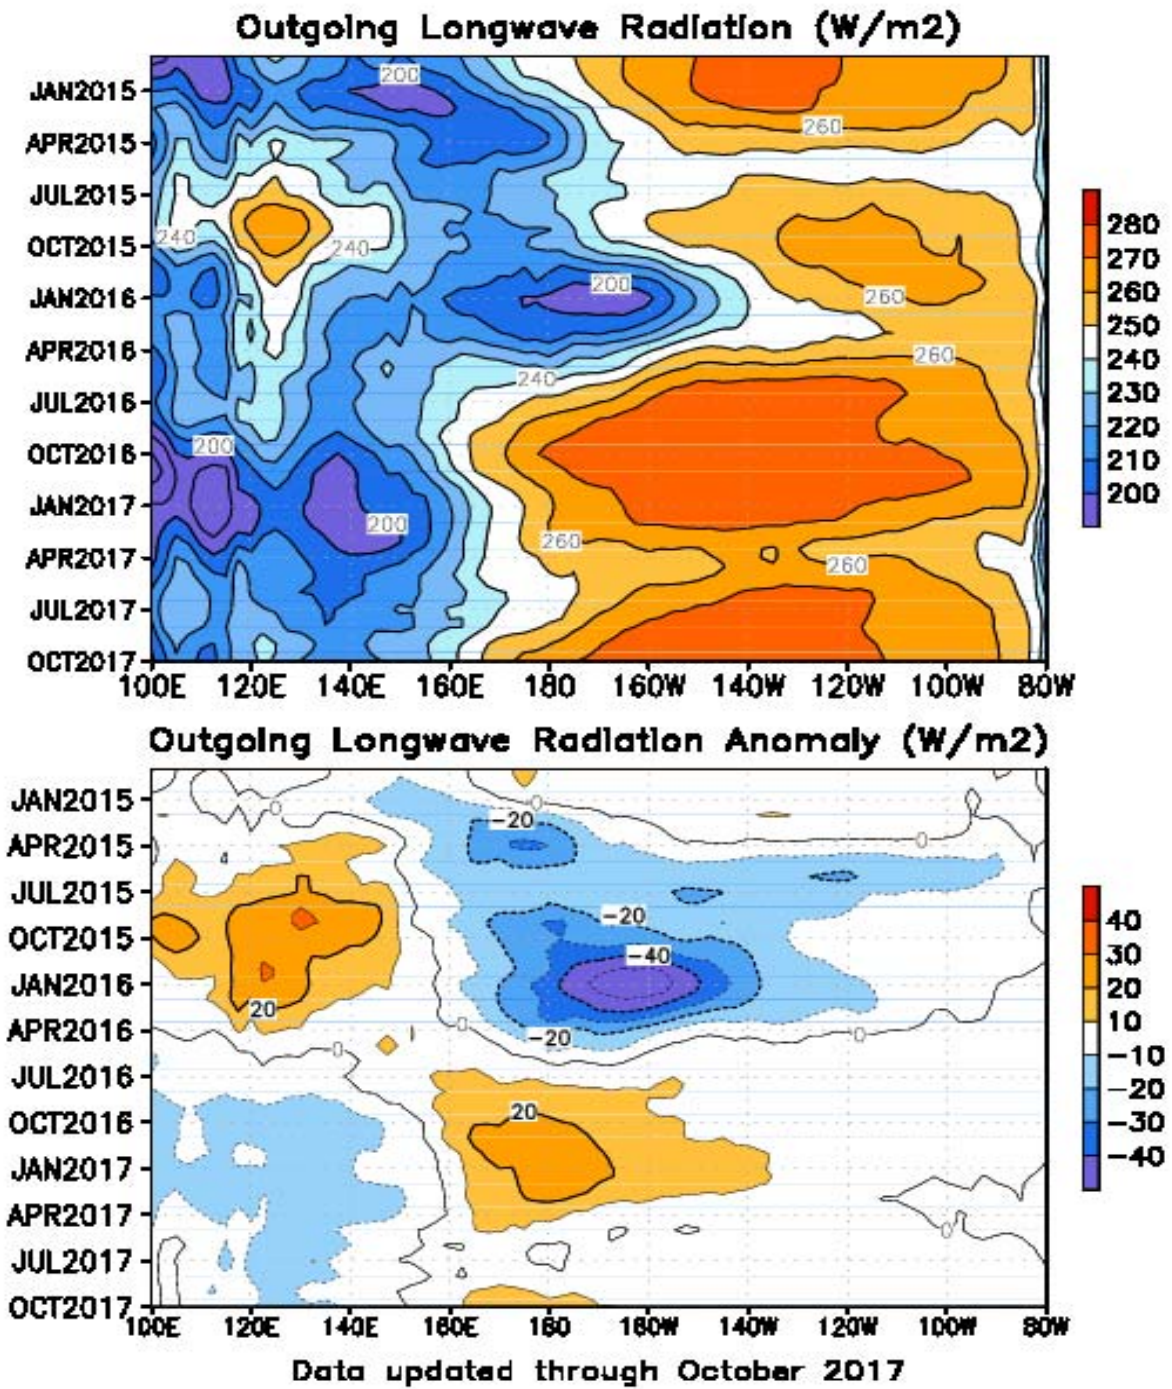 Outgoing Longwave Radiation (W/m2)
200
JAN2015
260
APR2015
JUL2015
280
240
240
OCT2015
270
200
260
JAN2016
260
250
APR2016
260
240
240
230
JUL2016
220
200
OCT2016
210
200
JAN2017
200
260
APR2017
260
JUL2017
OCT2017
100E 120E 140E 160E 180 160W 140W 120W 100W 80W
Outgoing Longwave Radiation Anomaly (W/m2)
JAN2015
0
0
-20
APR2015
0
JUL2015
-20
40
OCT2015
-40
30
JAN2016
20
20
0
10
APR2016
-20
0
0
-10
JUL2016
-20
20
OCT2016
-30
JAN2017
-40
APR2017
0
JUL2017
OCT2017
100E 120E 140E 160E 180 160W 140W 120W 100W 80W
Data updated through October 2017